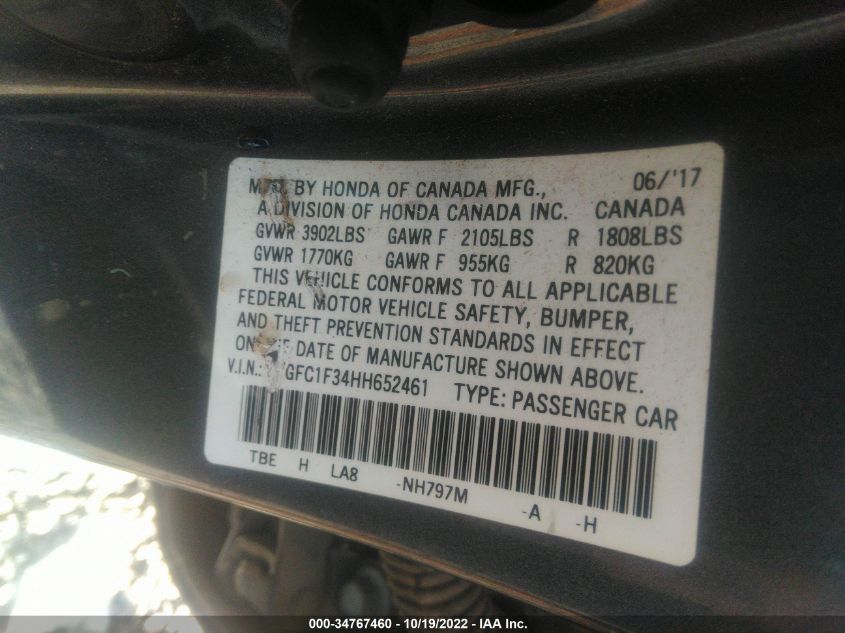 MFD. BY HONDA OF CANADA MFG., 06/'17
A DIVISION OF HONDA CANADA INC. CANADA
GVWR 3902LBS GAWR F 2105LBS R 1808LBS
GVWR 1770KG GAWR F 955KG R 820KG
THIS VEHICLE CONFORMS TO ALL APPLICABLE
FEDERAL MOTOR VEHICLE SAFETY, BUMPER,
AND THEFT PREVENTION STANDARDS IN EFFECT
ON THE DATE OF MANUFACTURE SHOWN ABOVE.
V.I.N.: GFC1F34HH652461 TYPE: PASSENGER CAR
TBE H LA8 -NH797M -A -H
000-34767460 - 10/19/2022 - IAA Inc.